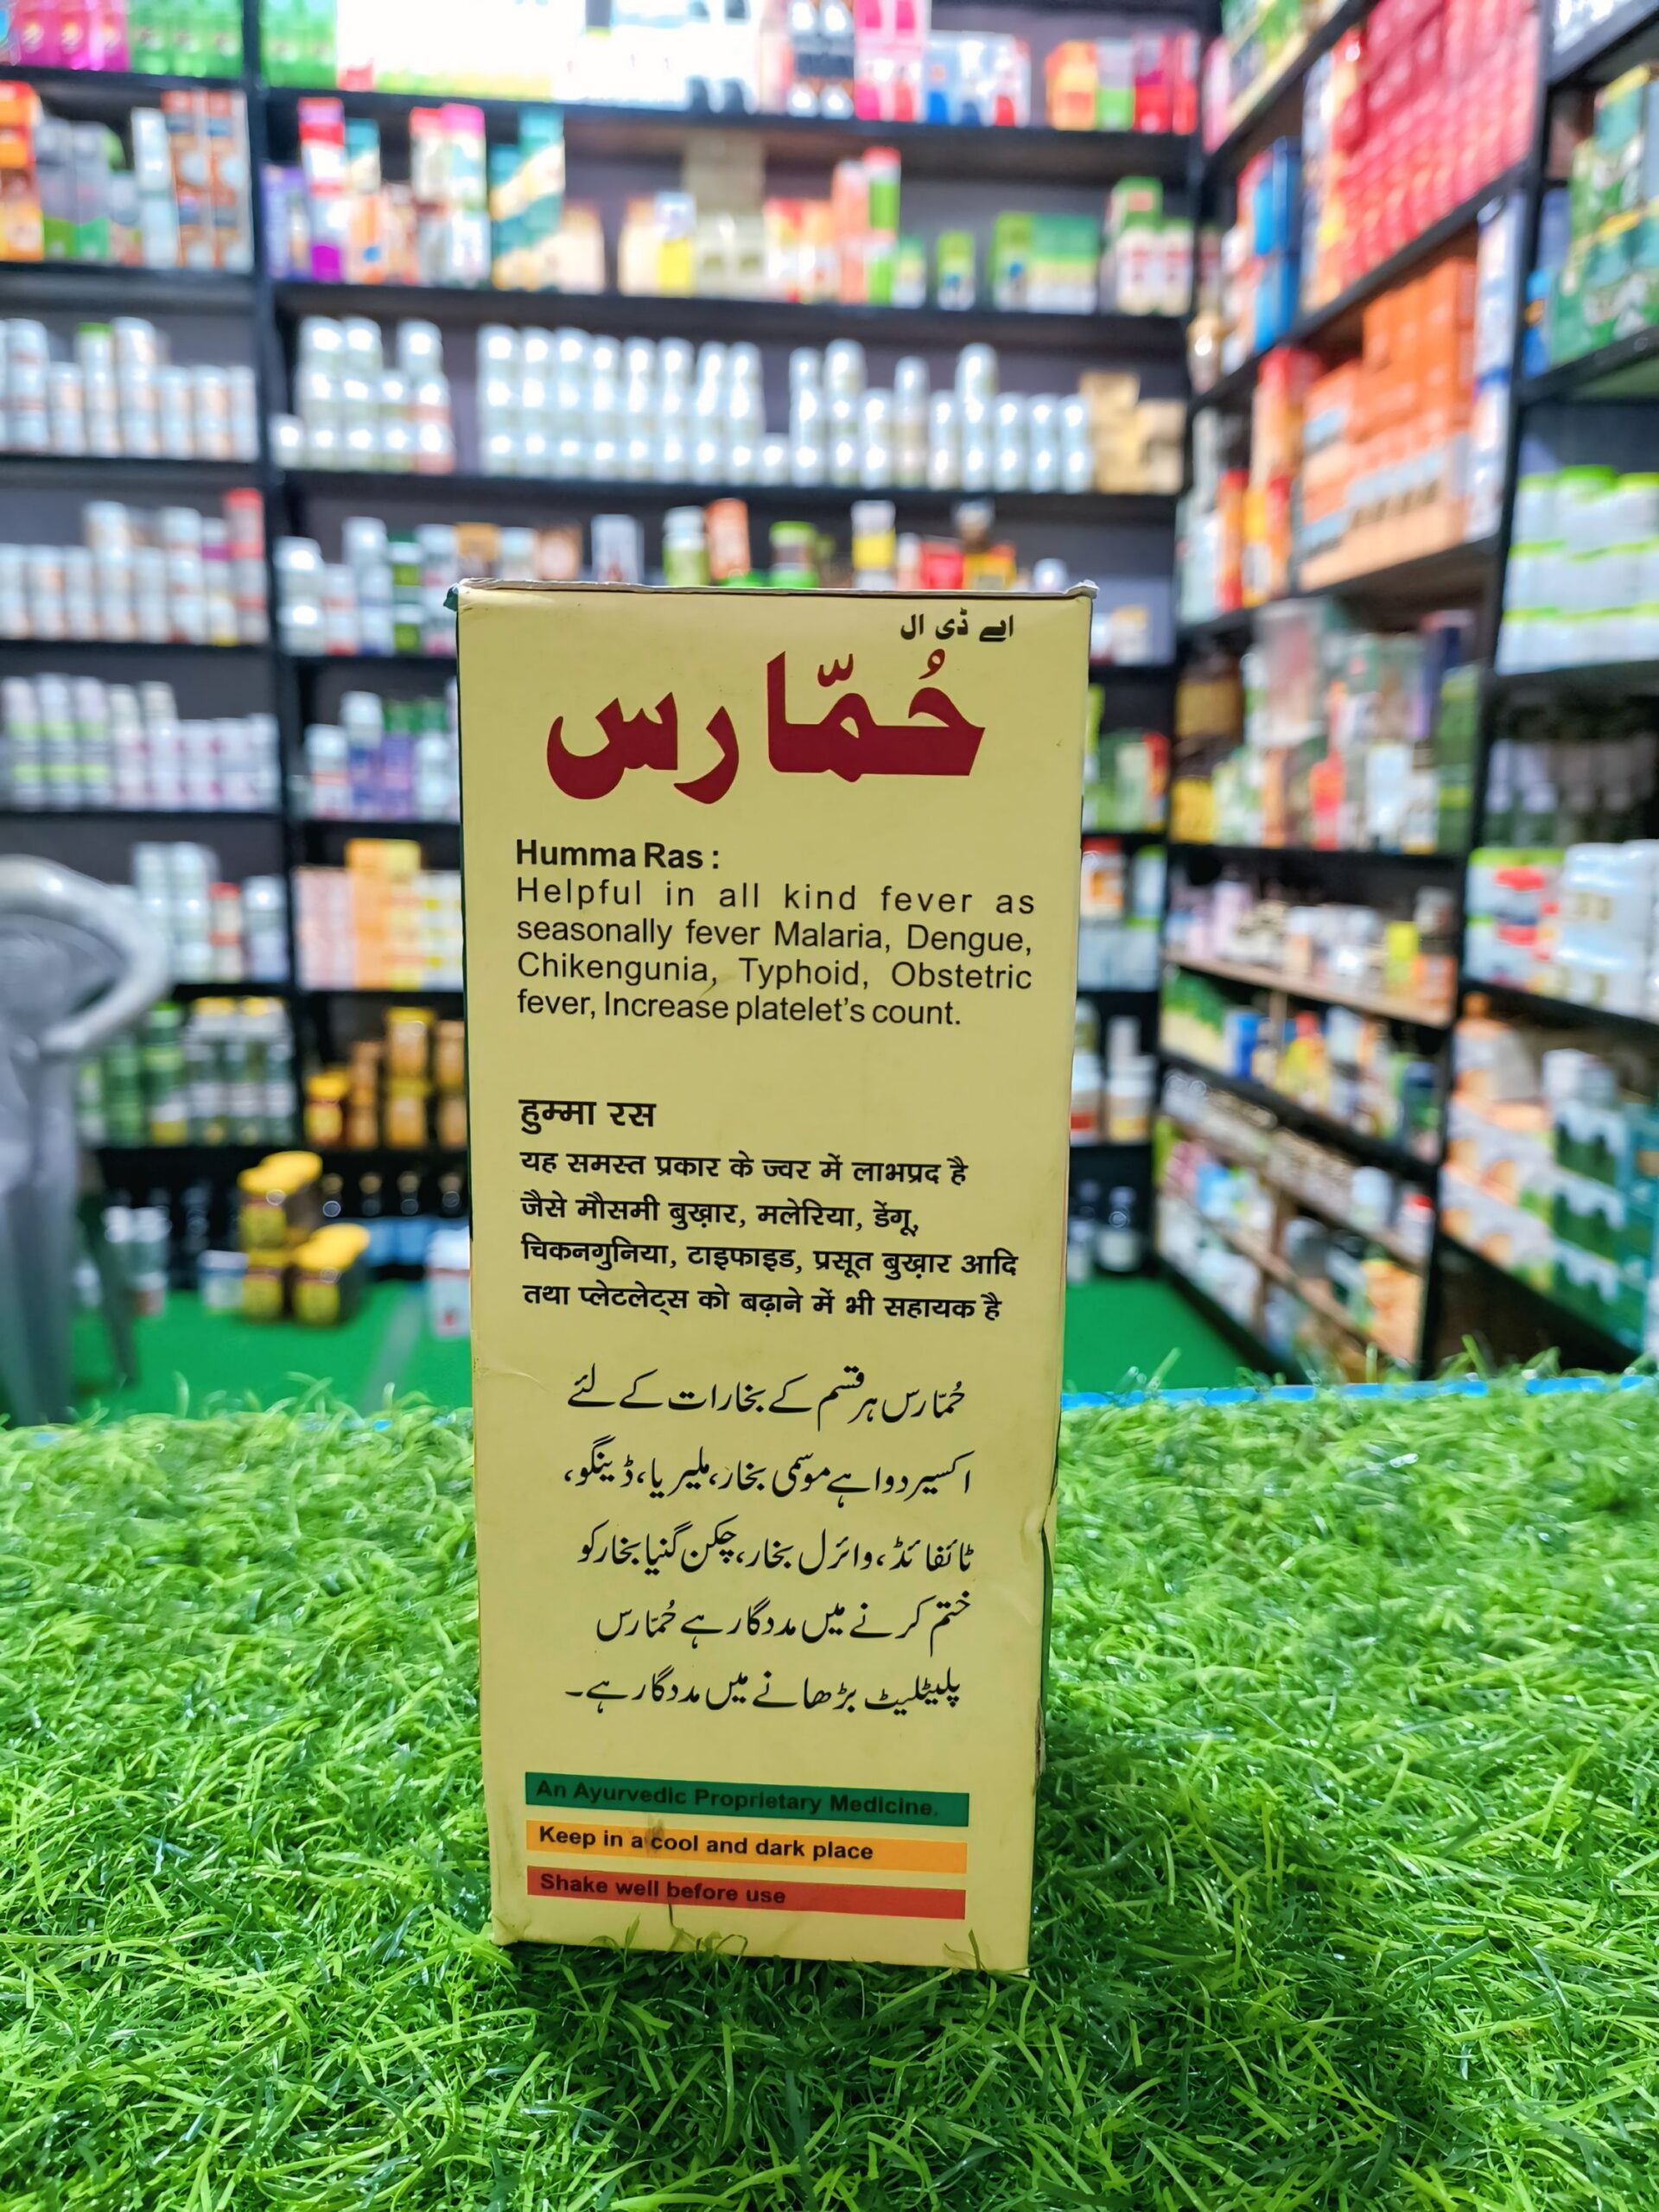 اے ڈی ال
حُمّا رس
Humma Ras :
Helpful in all kind fever as
seasonally fever Malaria, Dengue,
Chikengunia, Typhoid, Obstetric
fever, Increase platelet's count.
हुम्मा रस
यह समस्त प्रकार के ज्वर में लाभप्रद है
जैसे मौसमी बुख़ार, मलेरिया, डेंगू,
चिकनगुनिया, टाइफाइड, प्रसूत बुख़ार आदि
तथा प्लेटलेट्स को बढ़ाने में भी सहायक है
حُمّا رس ہر قسم کے بخارات کے لئے
اکسیر دوا ہے موسمی بخار، ملیریا، ڈینگو،
ٹائفائڈ، وائرل بخار، چکن گنیا بخار کو
ختم کرنے میں مددگار ہے حُمّا رس
پلیٹلیٹ بڑھانے میں مددگار ہے۔
An Ayurvedic Proprietary Medicine.
Keep in a cool and dark place
Shake well before use